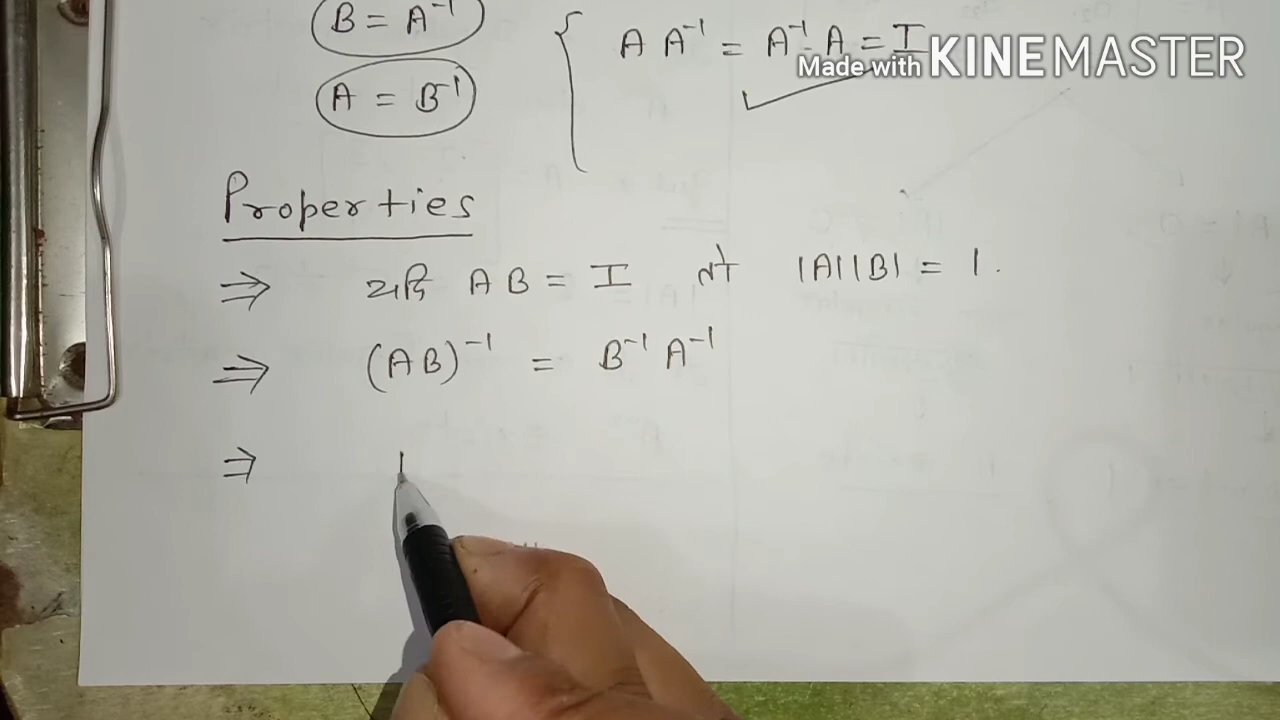 B = A⁻¹
A A⁻¹ = A⁻¹ A = I
Made with KINEMASTER
A = B⁻¹
Properties
⇒ यदि AB = I तो |A||B| = 1.
⇒ (AB)⁻¹ = B⁻¹ A⁻¹
⇒